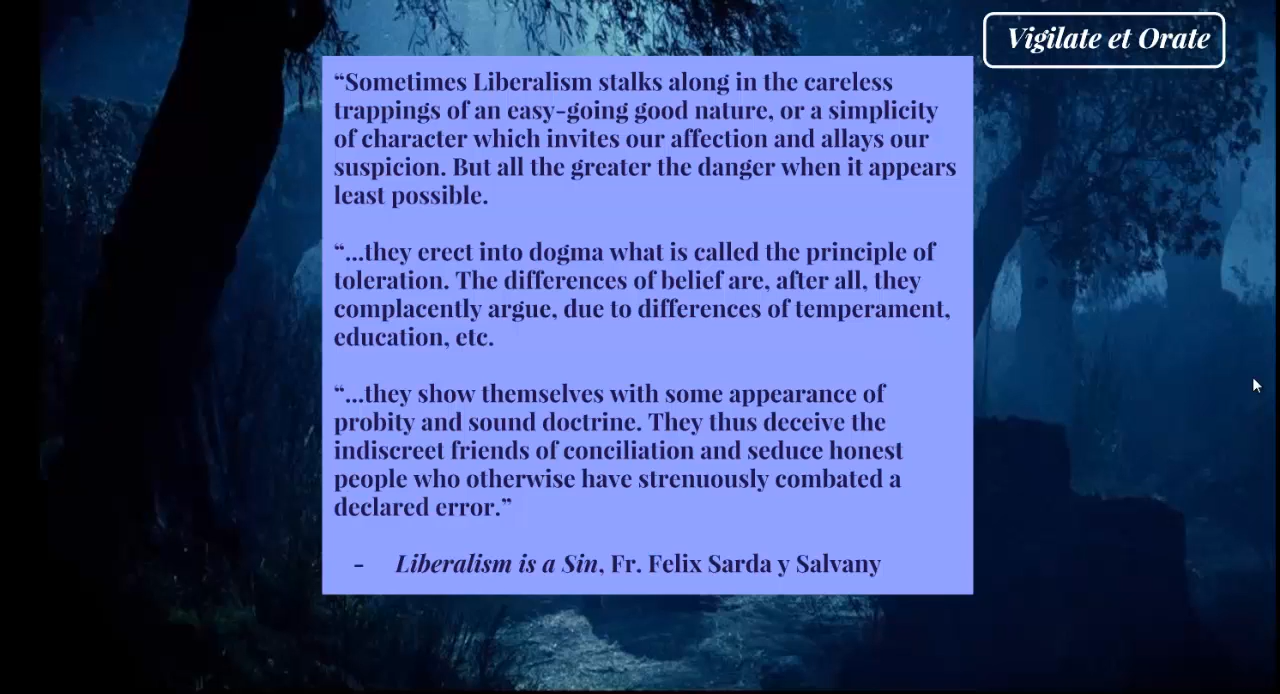 Vigilate et Orate
“Sometimes Liberalism stalks along in the careless
trappings of an easy-going good nature, or a simplicity
of character which invites our affection and allays our
suspicion. But all the greater the danger when it appears
least possible.
“...they erect into dogma what is called the principle of
toleration. The differences of belief are, after all, they
complacently argue, due to differences of temperament,
education, etc.
“...they show themselves with some appearance of
probity and sound doctrine. They thus deceive the
indiscreet friends of conciliation and seduce honest
people who otherwise have strenuously combated a
declared error.”
- Liberalism is a Sin, Fr. Felix Sarda y Salvany